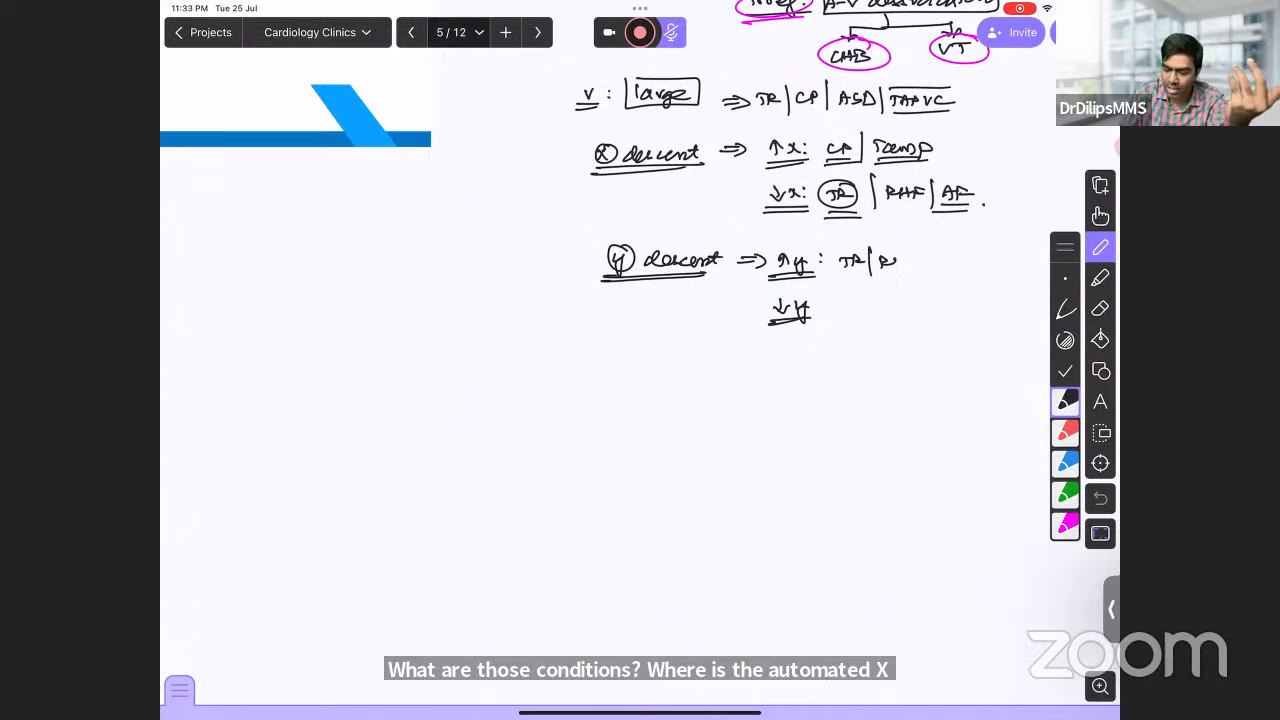 11:33 PM Tue 25 Jul
Projects Cardiology Clinics 5 / 12 Invite
A-V dissociation
CHB VT
DrDilipsMMS
v : large ⇒ TR | CP | ASD | TAPVC
x descent ⇒ ↑x: CP | Tamp
↓x: TR | RHF | AF.
y descent ⇒ ↑y : TR |
↓y
What are those conditions? Where is the automated X
zoom